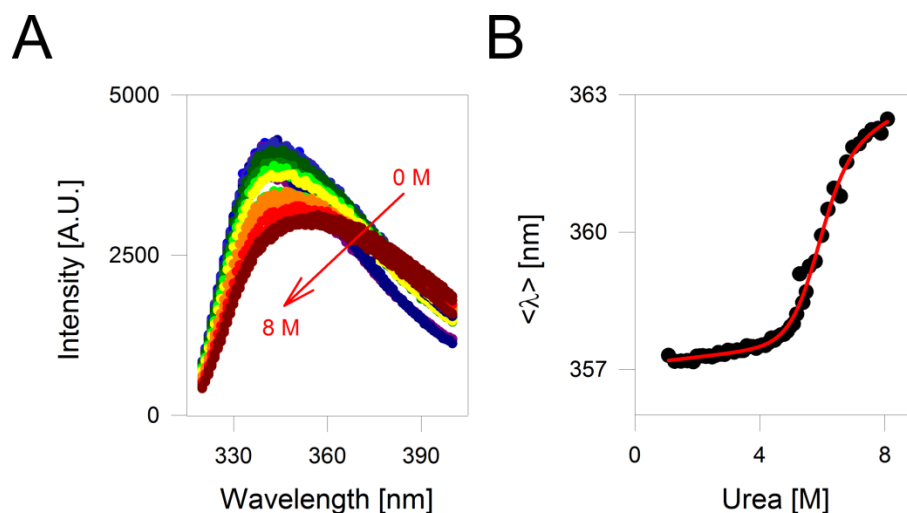 A
5000
2500
0
Intensity [A.U.]
0 M
8 M
330
360
390
Wavelength [nm]
B
363
360
357
<λ> [nm]
0
4
8
Urea [M]